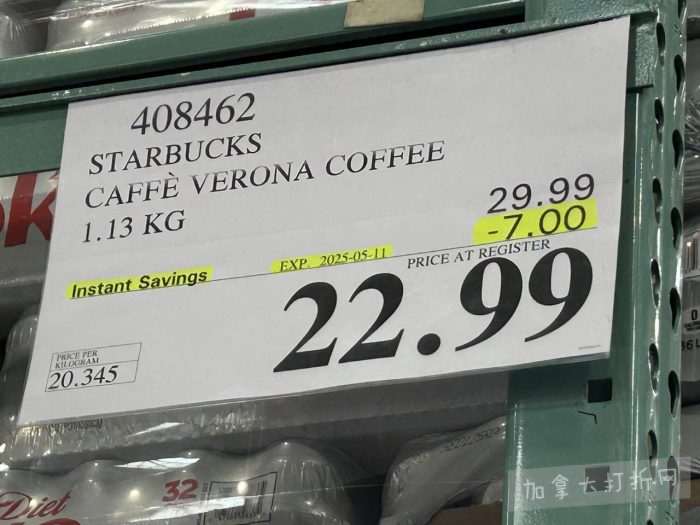 408462
STARBUCKS
CAFFÈ VERONA COFFEE
1.13 KG
29.99
-7.00
Instant Savings
EXP. 2025-05-11
PRICE AT REGISTER
22.99
PRICE PER
KILOGRAM
20.345
Diet
32
加拿大打折网